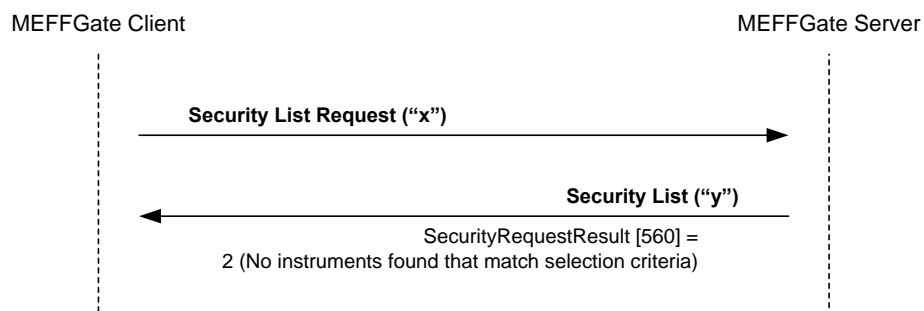 MEFFGate Client
MEFFGate Server
Security List Request (“x”)
Security List (“y”)
SecurityRequestResult [560] =
2 (No instruments found that match selection criteria)